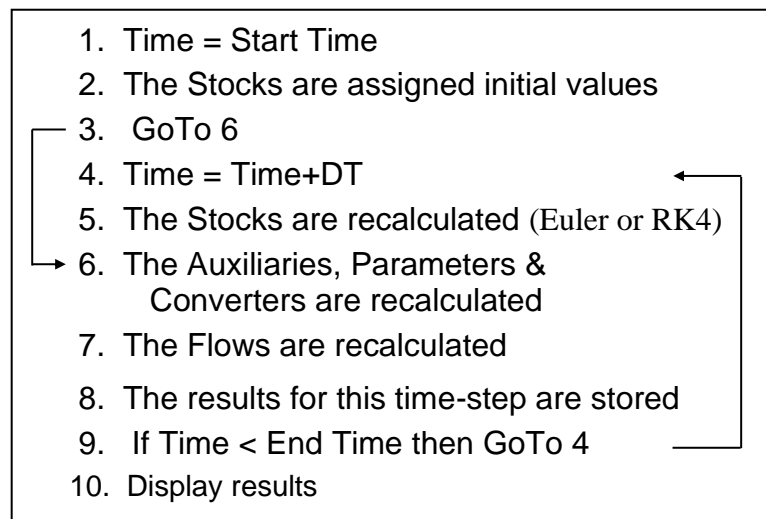 1. Time = Start Time
2. The Stocks are assigned initial values
3. GoTo 6
4. Time = Time+DT
5. The Stocks are recalculated (Euler or RK4)
6. The Auxiliaries, Parameters &
Converters are recalculated
7. The Flows are recalculated
8. The results for this time-step are stored
9. If Time < End Time then GoTo 4
10. Display results